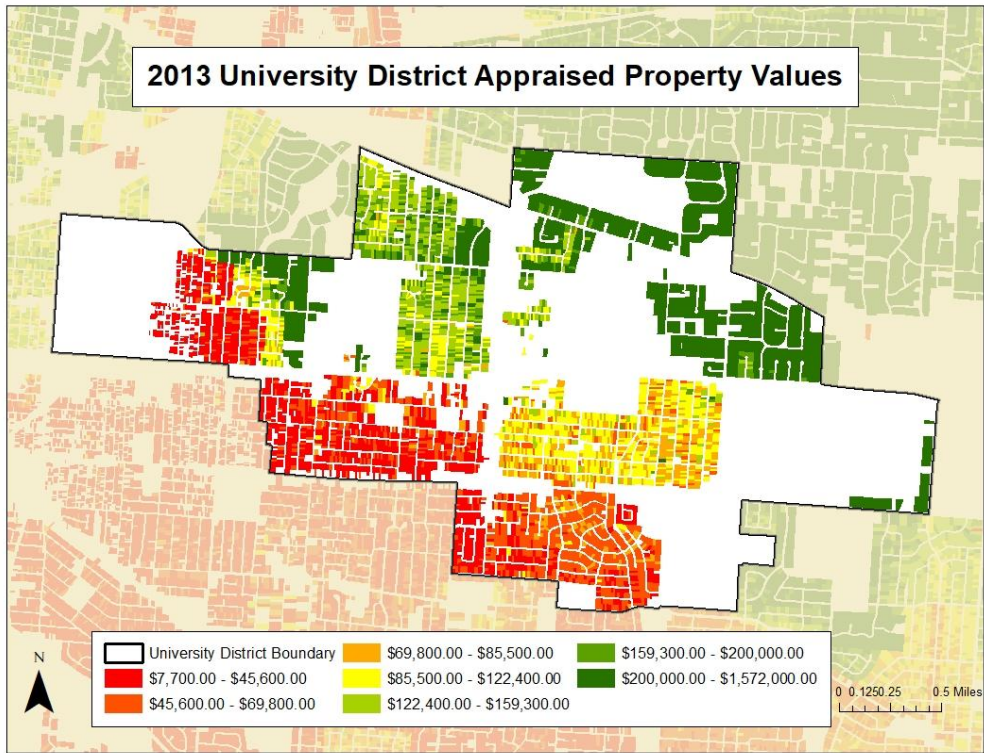 2013 University District Appraised Property Values
N
University District Boundary
$7,700.00 - $45,600.00
$45,600.00 - $69,800.00
$69,800.00 - $85,500.00
$85,500.00 - $122,400.00
$122,400.00 - $159,300.00
$159,300.00 - $200,000.00
$200,000.00 - $1,572,000.00
0 0.1250.25 0.5 Miles